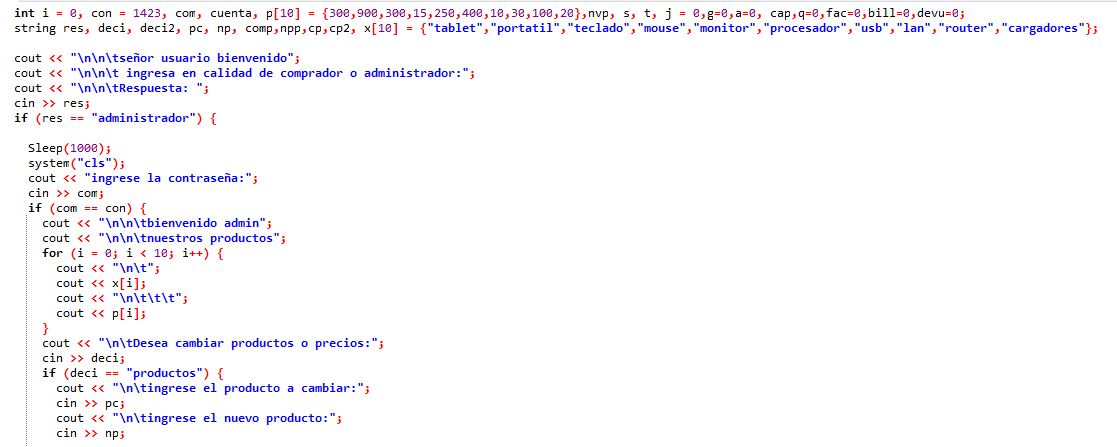 int i = 0, con = 1423, com, cuenta, p[10] = {300,900,300,15,250,400,10,30,100,20},nvp, s, t, j = 0,g=0,a=0, cap,q=0,fac=0,bill=0,devu=0;
string res, deci, deci2, pc, np, comp,npp,cp,cp2, x[10] = {"tablet","portatil","teclado","mouse","monitor","procesador","usb","lan","router","cargadores"};
cout << "\n\n\tseñor usuario bienvenido";
cout << "\n\n\t ingresa en calidad de comprador o administrador:";
cout << "\n\n\tRespuesta: ";
cin >> res;
if (res == "administrador") {
Sleep(1000);
system("cls");
cout << "ingrese la contraseña:";
cin >> com;
if (com == con) {
cout << "\n\n\tbienvenido admin";
cout << "\n\n\tnuestros productos";
for (i = 0; i < 10; i++) {
cout << "\n\t";
cout << x[i];
cout << "\n\t\t\t";
cout << p[i];
}
cout << "\n\tDesea cambiar productos o precios:";
cin >> deci;
if (deci == "productos") {
cout << "\n\tingrese el producto a cambiar:";
cin >> pc;
cout << "\n\tingrese el nuevo producto:";
cin >> np;